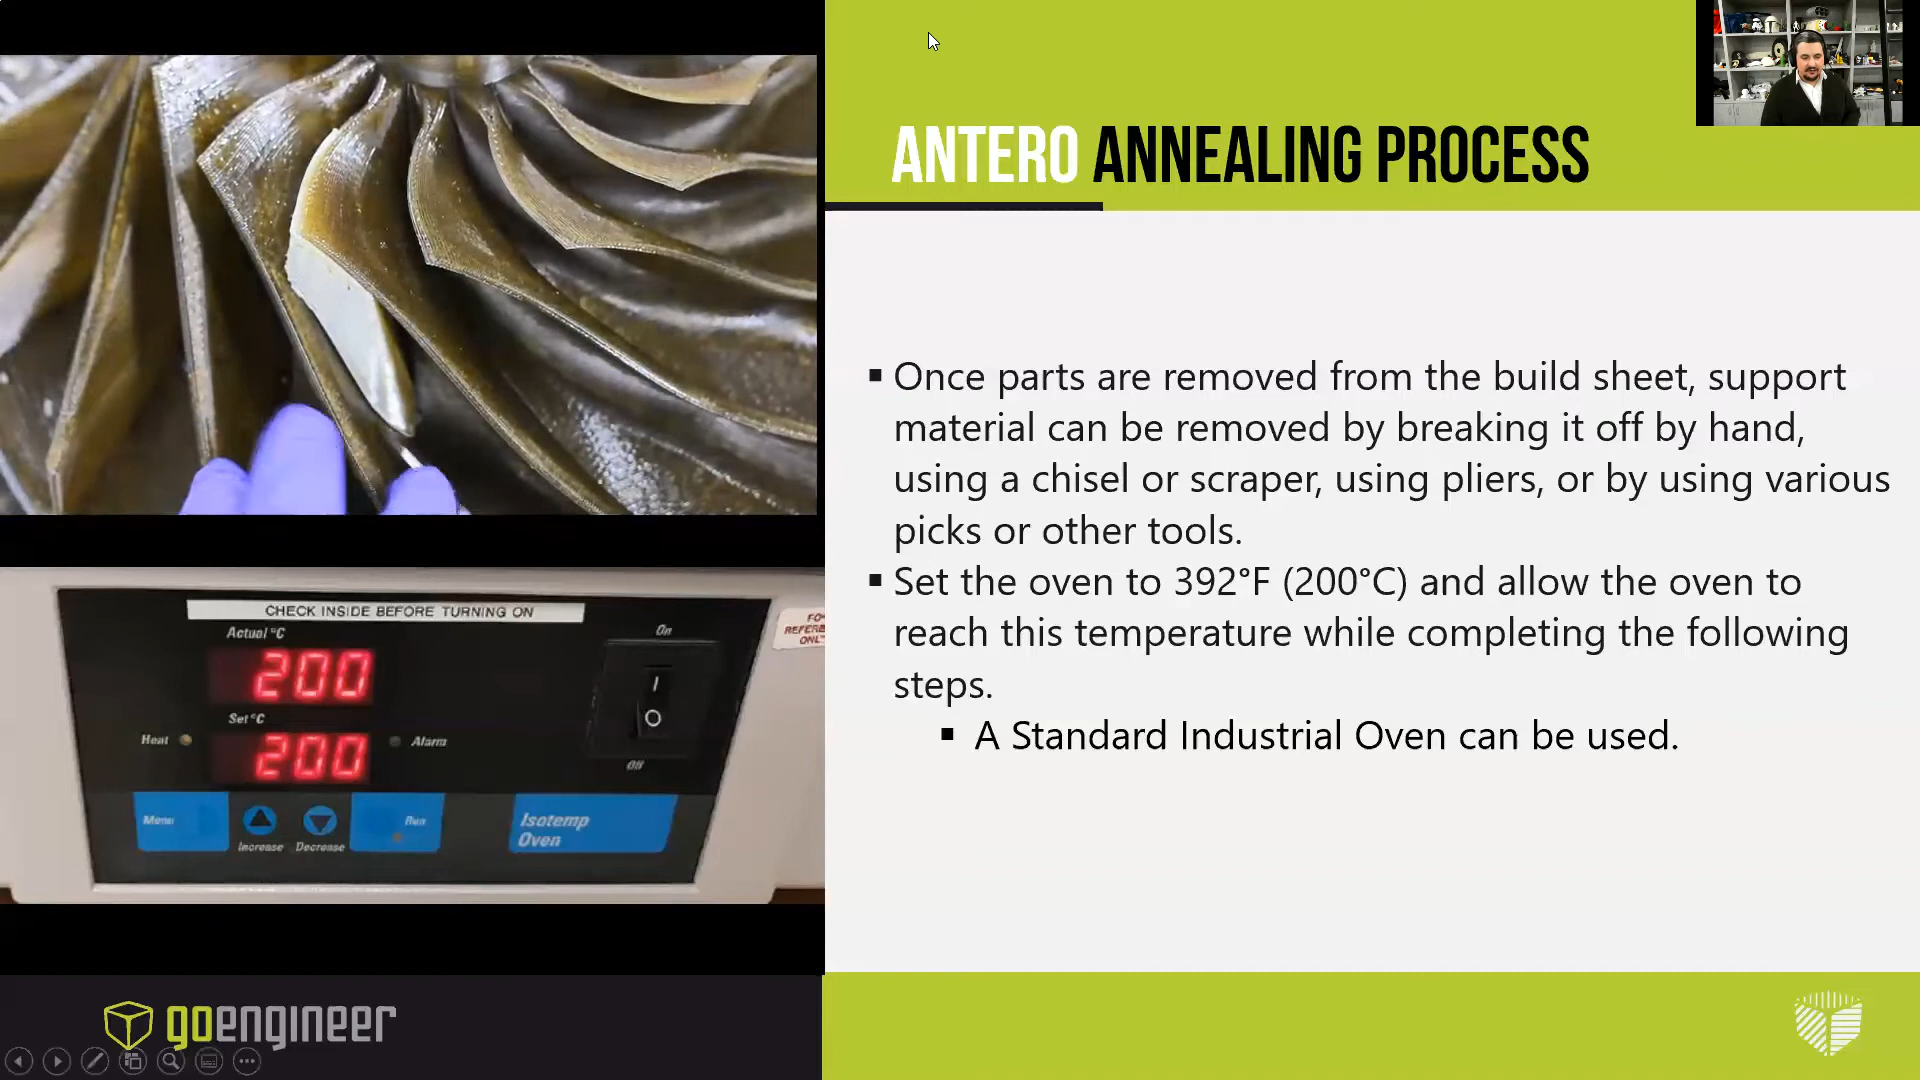 ANTERO ANNEALING PROCESS
Once parts are removed from the build sheet, support
material can be removed by breaking it off by hand,
using a chisel or scraper, using pliers, or by using various
picks or other tools.
Set the oven to 392°F (200°C) and allow the oven to
reach this temperature while completing the following
steps.
A Standard Industrial Oven can be used.
CHECK INSIDE BEFORE TURNING ON
Actual °C
200
Set °C
200
Heat
Alarm
On
I
O
Off
Menu
Increase
Decrease
Run
Isotemp
Oven
goengineer